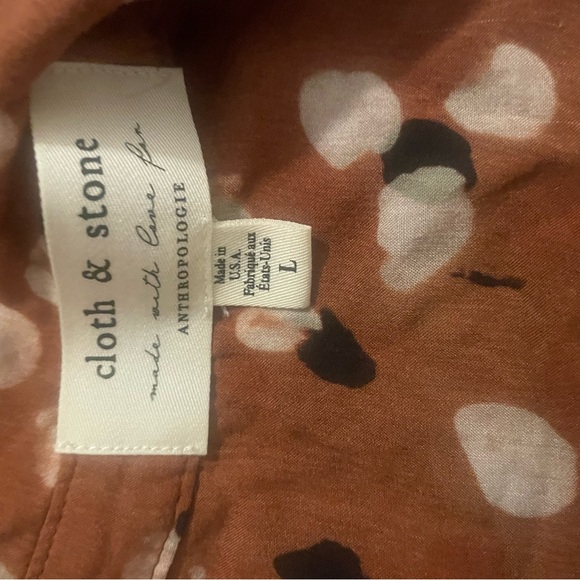 cloth & stone
made with love for
ANTHROPOLOGIE
Made in
U.S.A.
Fabriqué aux
États-Unis
L